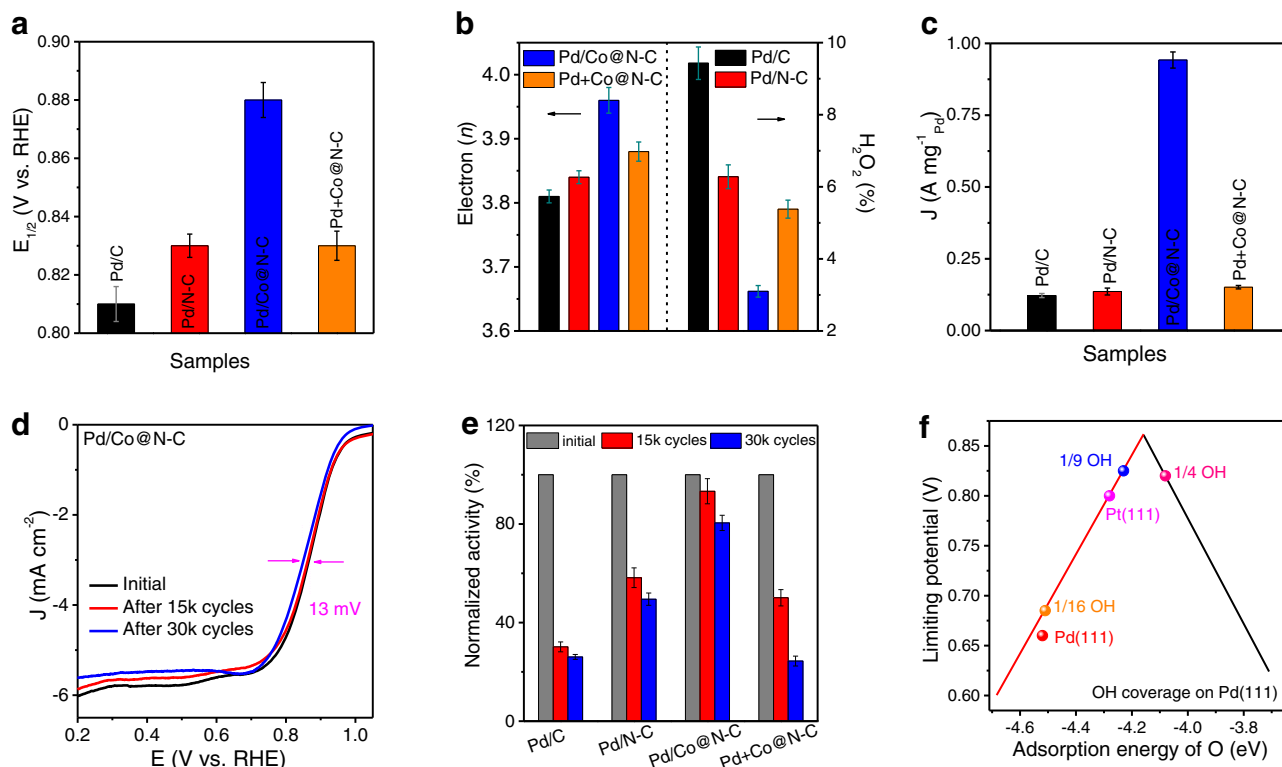 a
0.90
0.88
0.86
0.84
0.82
0.80
E1/2 (V vs. RHE)
Pd/C
Pd/N-C
Pd/Co@N-C
Pd+Co@N-C
Samples
b
4.0
3.9
3.8
3.7
3.6
Electron (n)
Pd/Co@N-C
Pd+Co@N-C
Pd/C
Pd/N-C
10
8
6
4
2
H2O2 (%)
c
1.00
0.75
0.50
0.25
0.00
J (A mg-1Pd)
Pd/C
Pd/N-C
Pd/Co@N-C
Pd+Co@N-C
Samples
d
0
-2
-4
-6
J (mA cm-2)
Pd/Co@N-C
Initial
After 15k cycles
After 30k cycles
13 mV
0.2 0.4 0.6 0.8 1.0
E (V vs. RHE)
e
120
80
40
0
Normalized activity (%)
initial 15k cycles 30k cycles
Pd/C Pd/N-C Pd/Co@N-C Pd+Co@N-C
f
0.85
0.80
0.75
0.70
0.65
0.60
Limiting potential (V)
1/9 OH
1/4 OH
Pt(111)
1/16 OH
Pd(111)
OH coverage on Pd(111)
-4.6 -4.4 -4.2 -4.0 -3.8
Adsorption energy of O (eV)